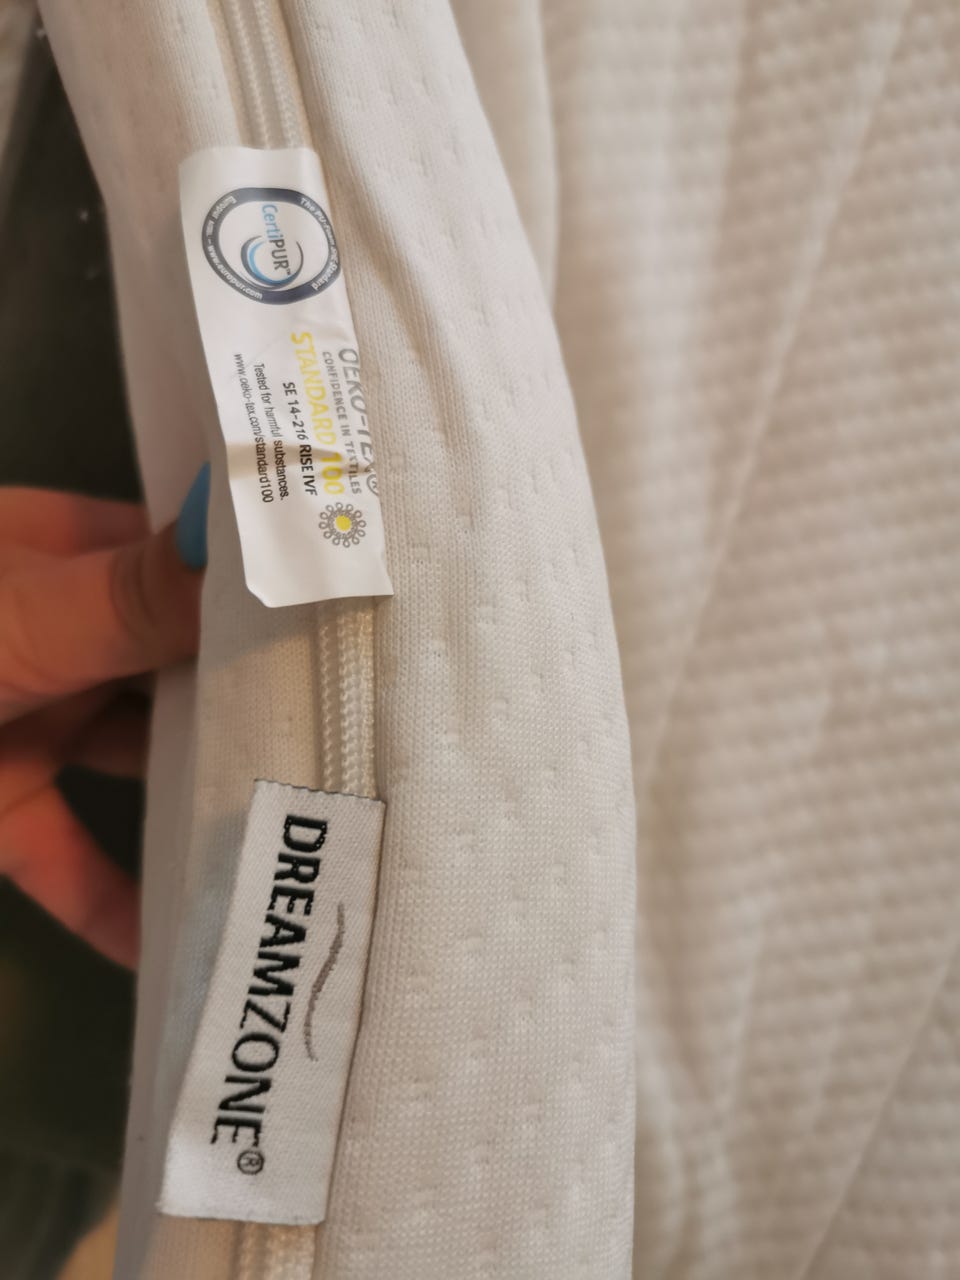 CertiPUR™
www.europur.com
OEKO-TEX®
CONFIDENCE IN TEXTILES
STANDARD 100
SE 14-216 RISE IVF
Tested for harmful substances.
www.oeko-tex.com/standard100
DREAMZONE®